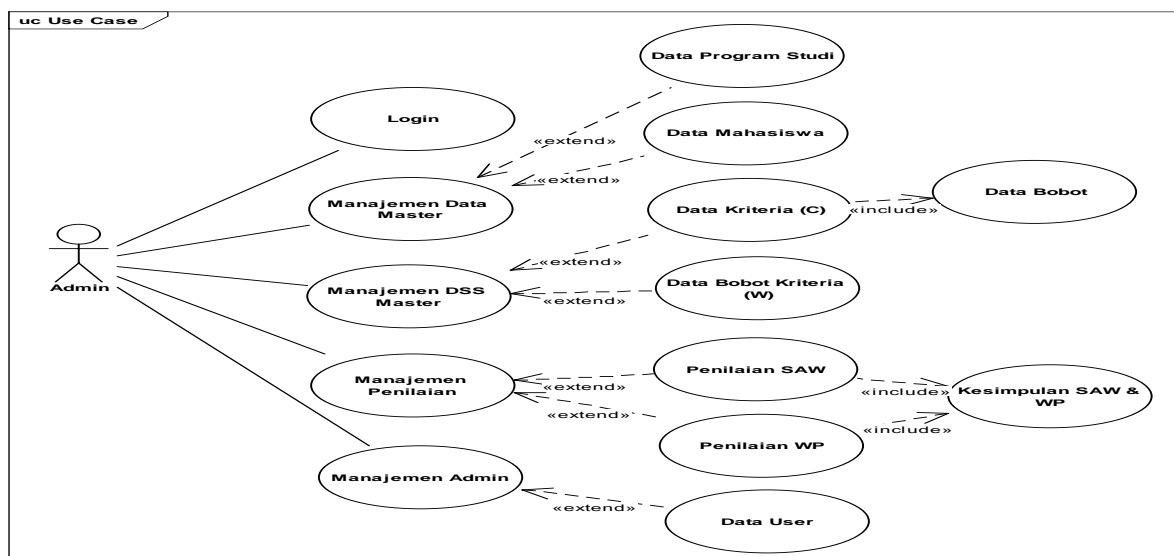 uc Use Case
Data Program Studi
Login
«extend»
Data Mahasiswa
«extend»
Manajemen Data
Master
Data Kriteria (C)
«include»
Data Bobot
Admin
«extend»
Manajemen DSS
Master
Data Bobot Kriteria
(W)
«extend»
Manajemen
Penilaian
«extend»
Penilaian SAW
«include»
Kesimpulan SAW &
WP
«extend»
Penilaian WP
«include»
Manajemen Admin
«extend»
Data User